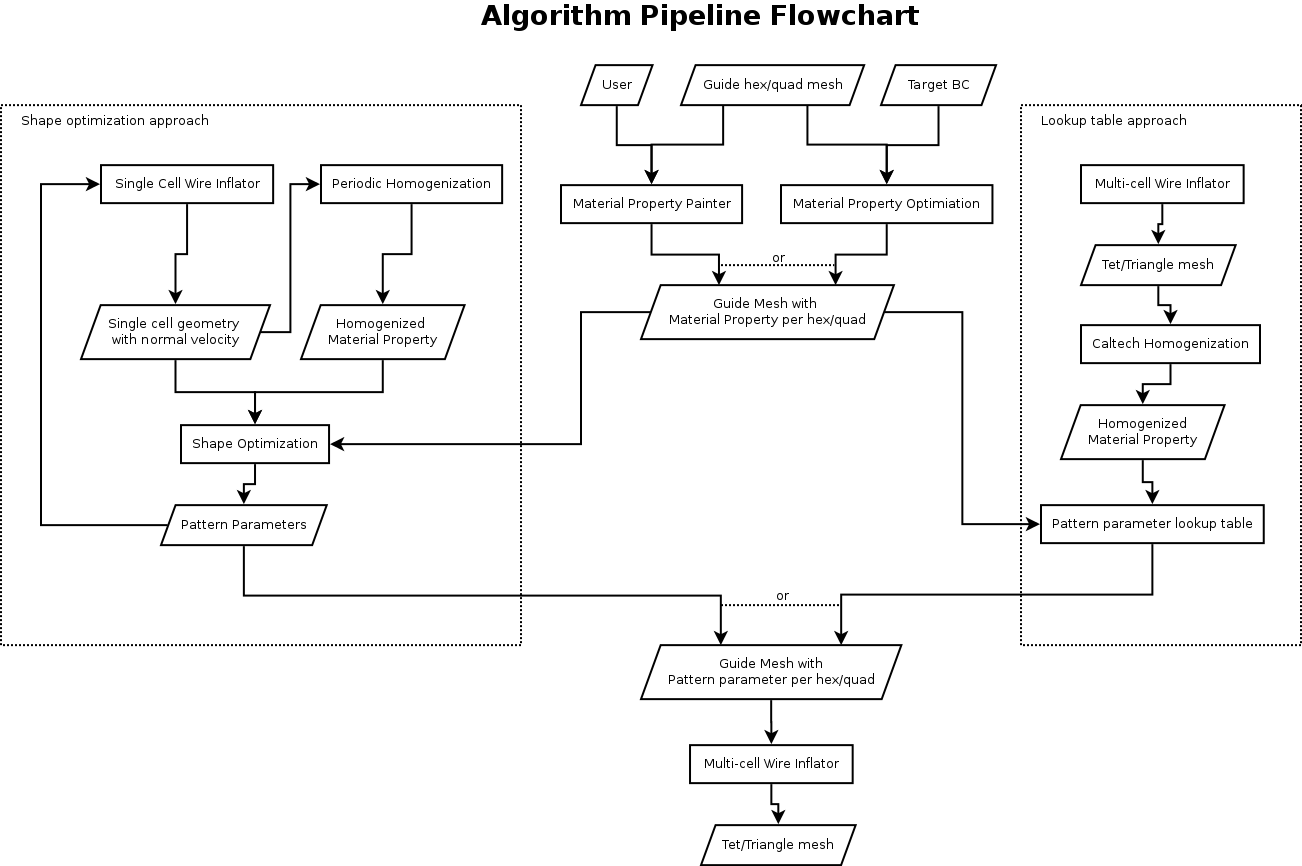 Algorithm Pipeline Flowchart
User
Guide hex/quad mesh
Target BC
Shape optimization approach
Lookup table approach
Single Cell Wire Inflator
Periodic Homogenization
Multi-cell Wire Inflator
Material Property Painter
Material Property Optimiation
or
Tet/Triangle mesh
Guide Mesh with
Material Property per hex/quad
Single cell geometry
with normal velocity
Homogenized
Material Property
Caltech Homogenization
Homogenized
Material Property
Shape Optimization
Pattern Parameters
Pattern parameter lookup table
or
Guide Mesh with
Pattern parameter per hex/quad
Multi-cell Wire Inflator
Tet/Triangle mesh